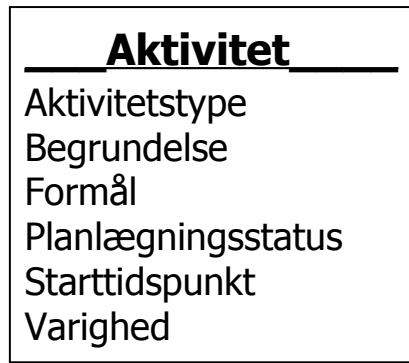 Aktivitet
Aktivitetstype
Begrundelse
Formål
Planlægningsstatus
Starttidspunkt
Varighed